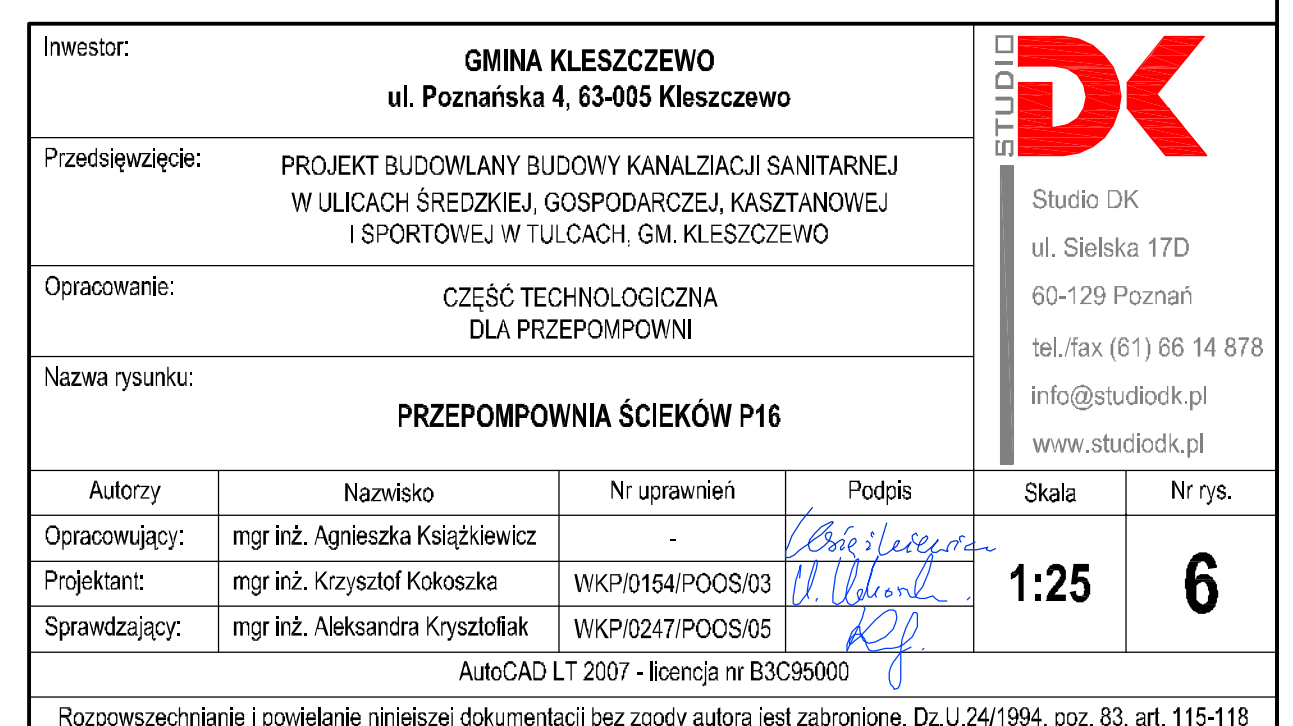 Inwestor:
GMINA KLESZCZEWO
ul. Poznańska 4, 63-005 Kleszczewo
STUDIO
DK
Przedsięwzięcie:
PROJEKT BUDOWLANY BUDOWY KANALZIACJI SANITARNEJ
W ULICACH ŚREDZKIEJ, GOSPODARCZEJ, KASZTANOWEJ
I SPORTOWEJ W TULCACH, GM. KLESZCZEWO
Opracowanie:
CZĘŚĆ TECHNOLOGICZNA
DLA PRZEPOMPOWNI
Nazwa rysunku:
PRZEPOMPOWNIA ŚCIEKÓW P16
Studio DK
ul. Sielska 17D
60-129 Poznań
tel./fax (61) 66 14 878
info@studiodk.pl
www.studiodk.pl
Autorzy Nazwisko Nr uprawnień Podpis Skala Nr rys.
Opracowujący: mgr inż. Agnieszka Książkiewicz -
Projektant: mgr inż. Krzysztof Kokoszka WKP/0154/POOS/03 1:25 6
Sprawdzający: mgr inż. Aleksandra Krysztofiak WKP/0247/POOS/05
AutoCAD LT 2007 - licencja nr B3C95000
Rozpowszechnianie i powielanie niniejszej dokumentacji bez zgody autora jest zabronione. Dz.U.24/1994, poz. 83, art. 115-118